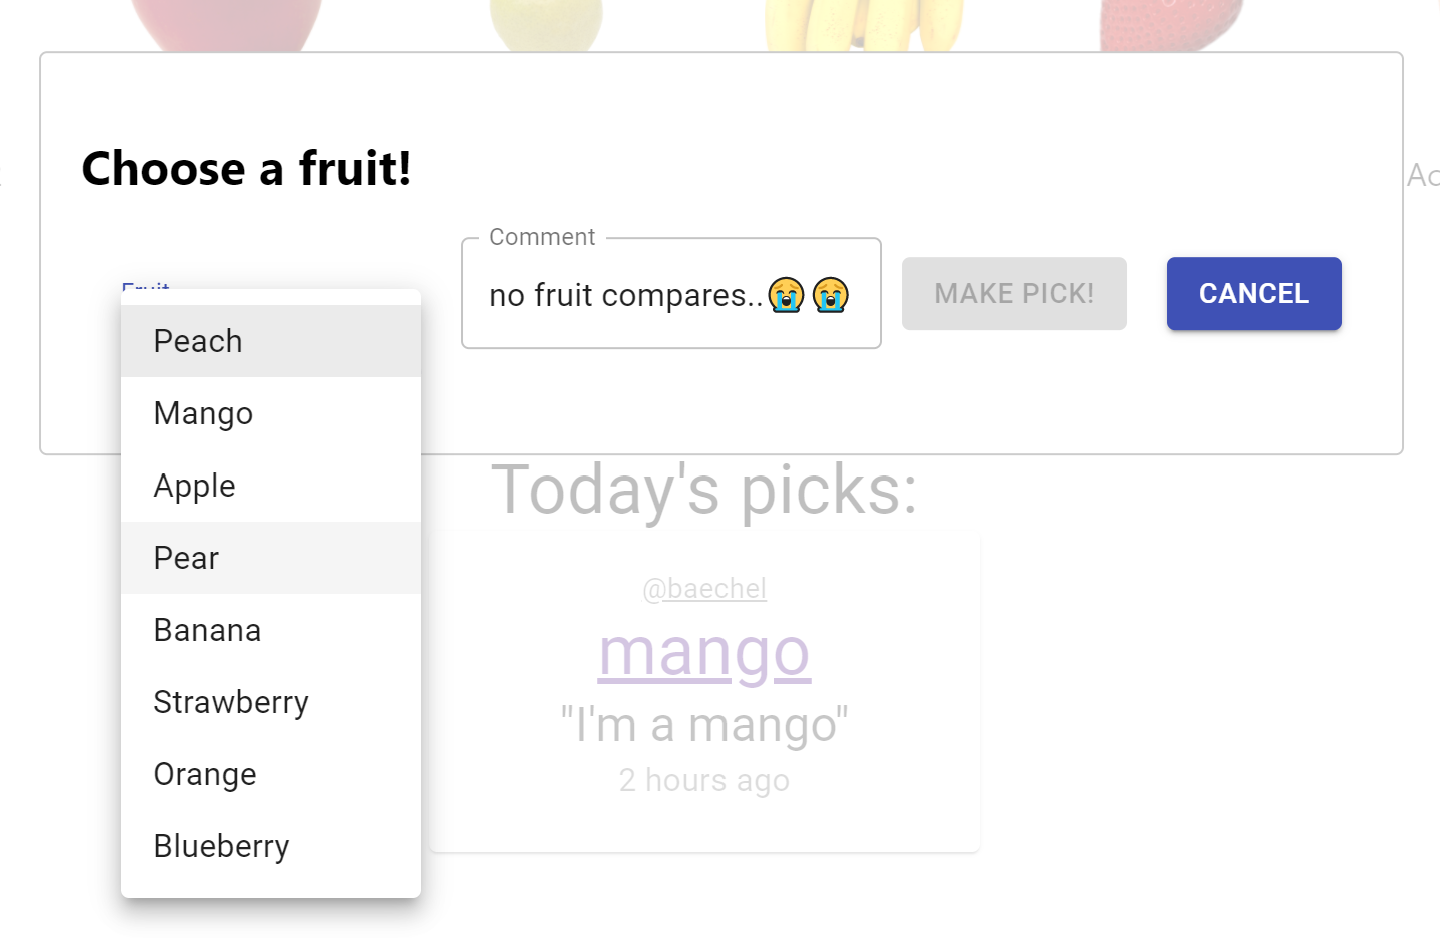 Choose a fruit!
Comment
Fruit
no fruit compares..😭😭
MAKE PICK!
CANCEL
Peach
Mango
Apple
Pear
Banana
Strawberry
Orange
Blueberry
Today's picks:
@baechel
mango
"I'm a mango"
2 hours ago